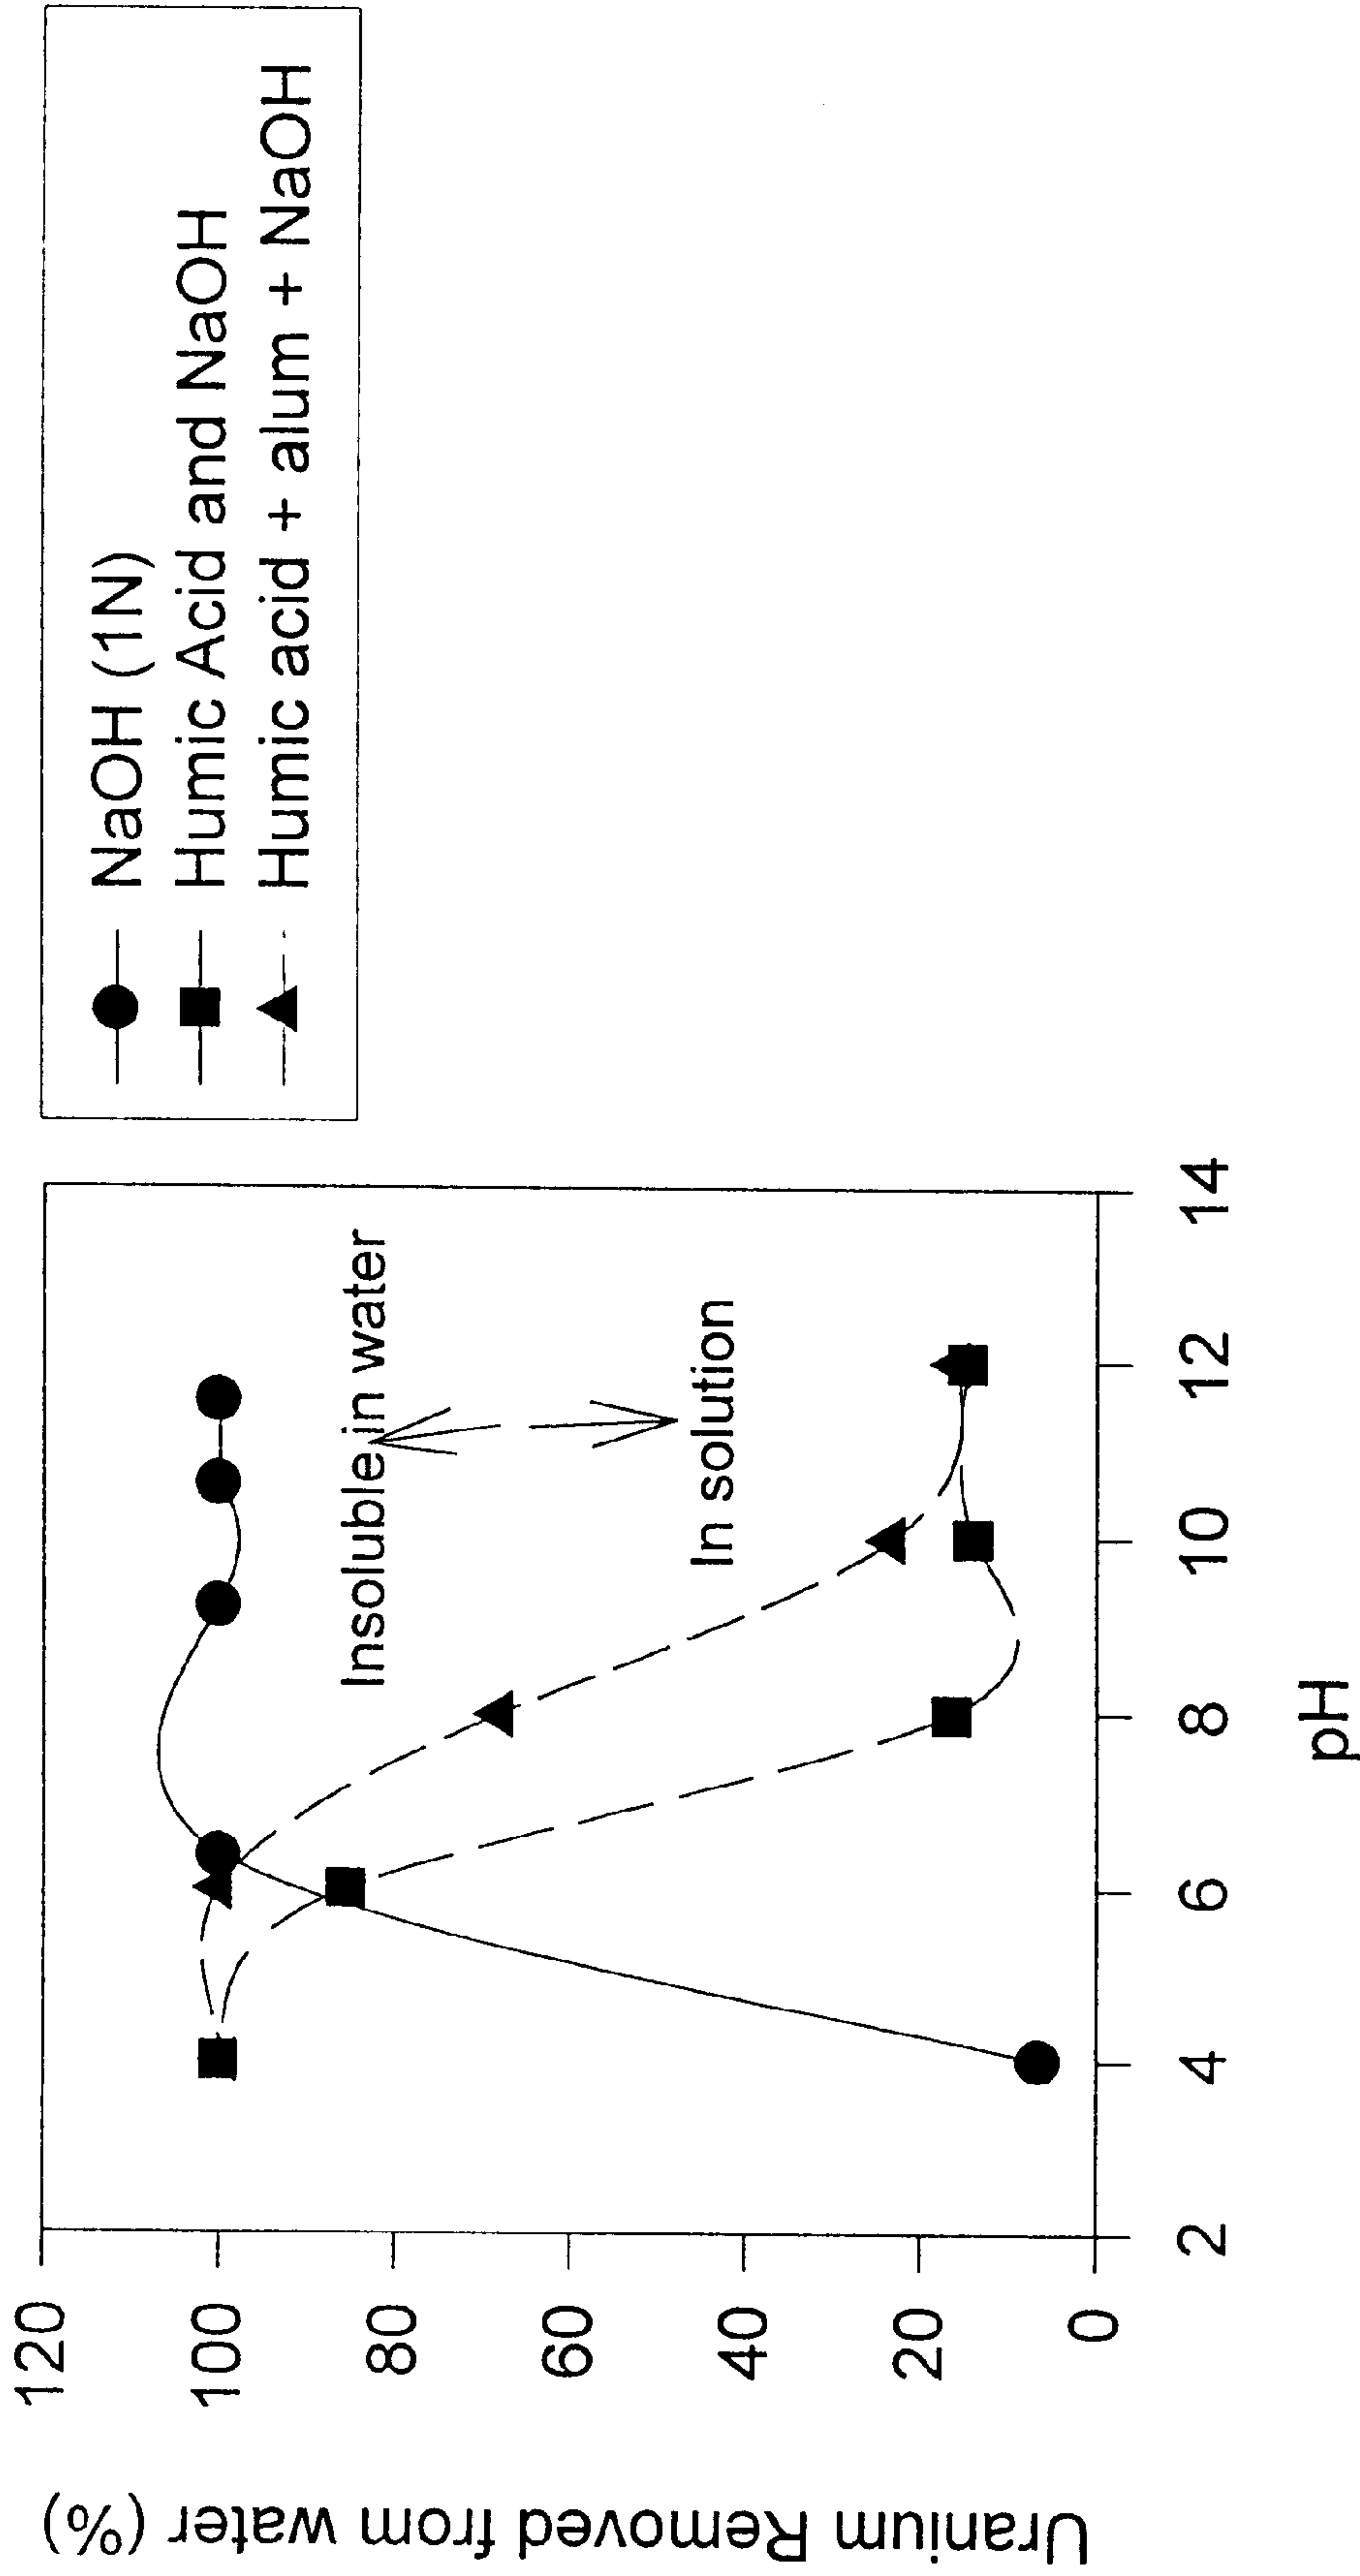 NaOH (1N)
Humic Acid and NaOH
Humic acid + alum + NaOH
Insoluble in water
In solution
120
100
80
60
40
20
0
2
4
6
8
10
12
14
pH
Uranium Removed from water (%)